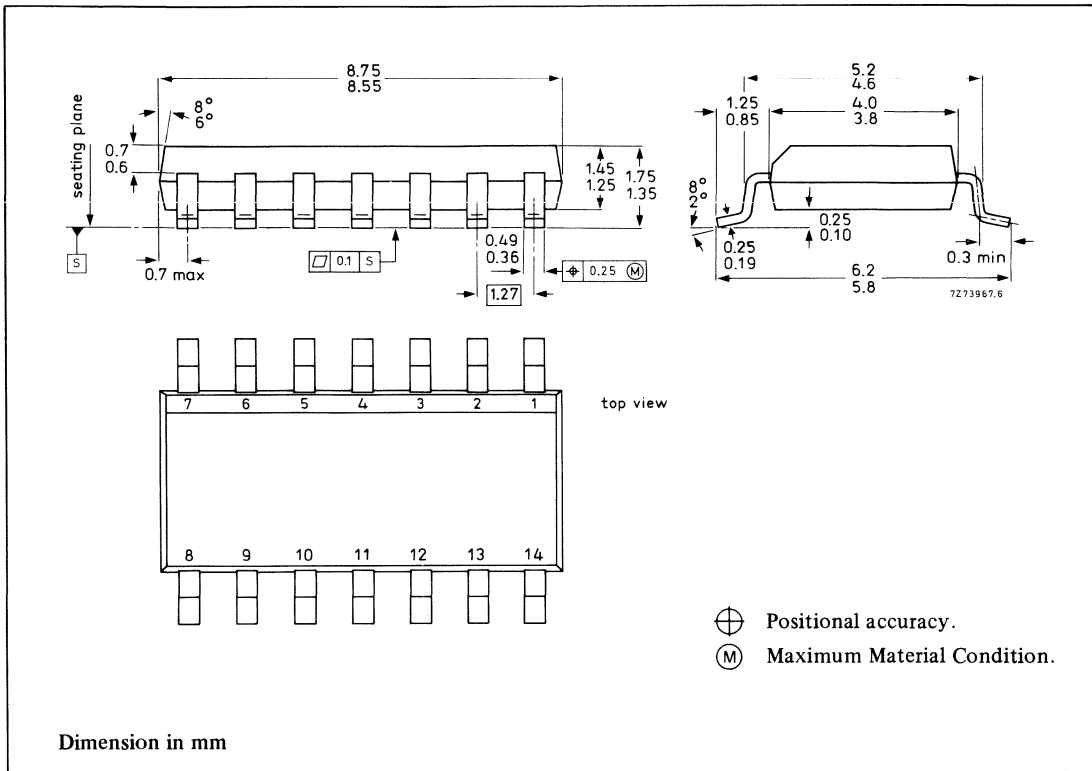 8.75
8.55
8°
6°
seating plane
0.7
0.6
1.45
1.25
1.75
1.35
S
0.7 max
▱ 0.1 S
0.49
0.36
⌖ 0.25 Ⓜ
1.27
5.2
4.6
1.25
0.85
4.0
3.8
8°
2°
0.25
0.19
0.25
0.10
0.3 min
6.2
5.8
7Z73967.6
7 6 5 4 3 2 1
top view
8 9 10 11 12 13 14
⌖ Positional accuracy.
Ⓜ Maximum Material Condition.
Dimension in mm